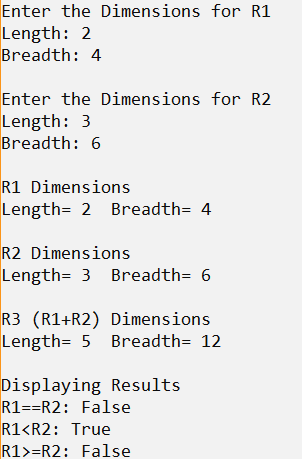 Enter the Dimensions for R1
Length: 2
Breadth: 4
Enter the Dimensions for R2
Length: 3
Breadth: 6
R1 Dimensions
Length= 2  Breadth= 4
R2 Dimensions
Length= 3  Breadth= 6
R3 (R1+R2) Dimensions
Length= 5  Breadth= 12
Displaying Results
R1==R2: False
R1<R2: True
R1>=R2: False